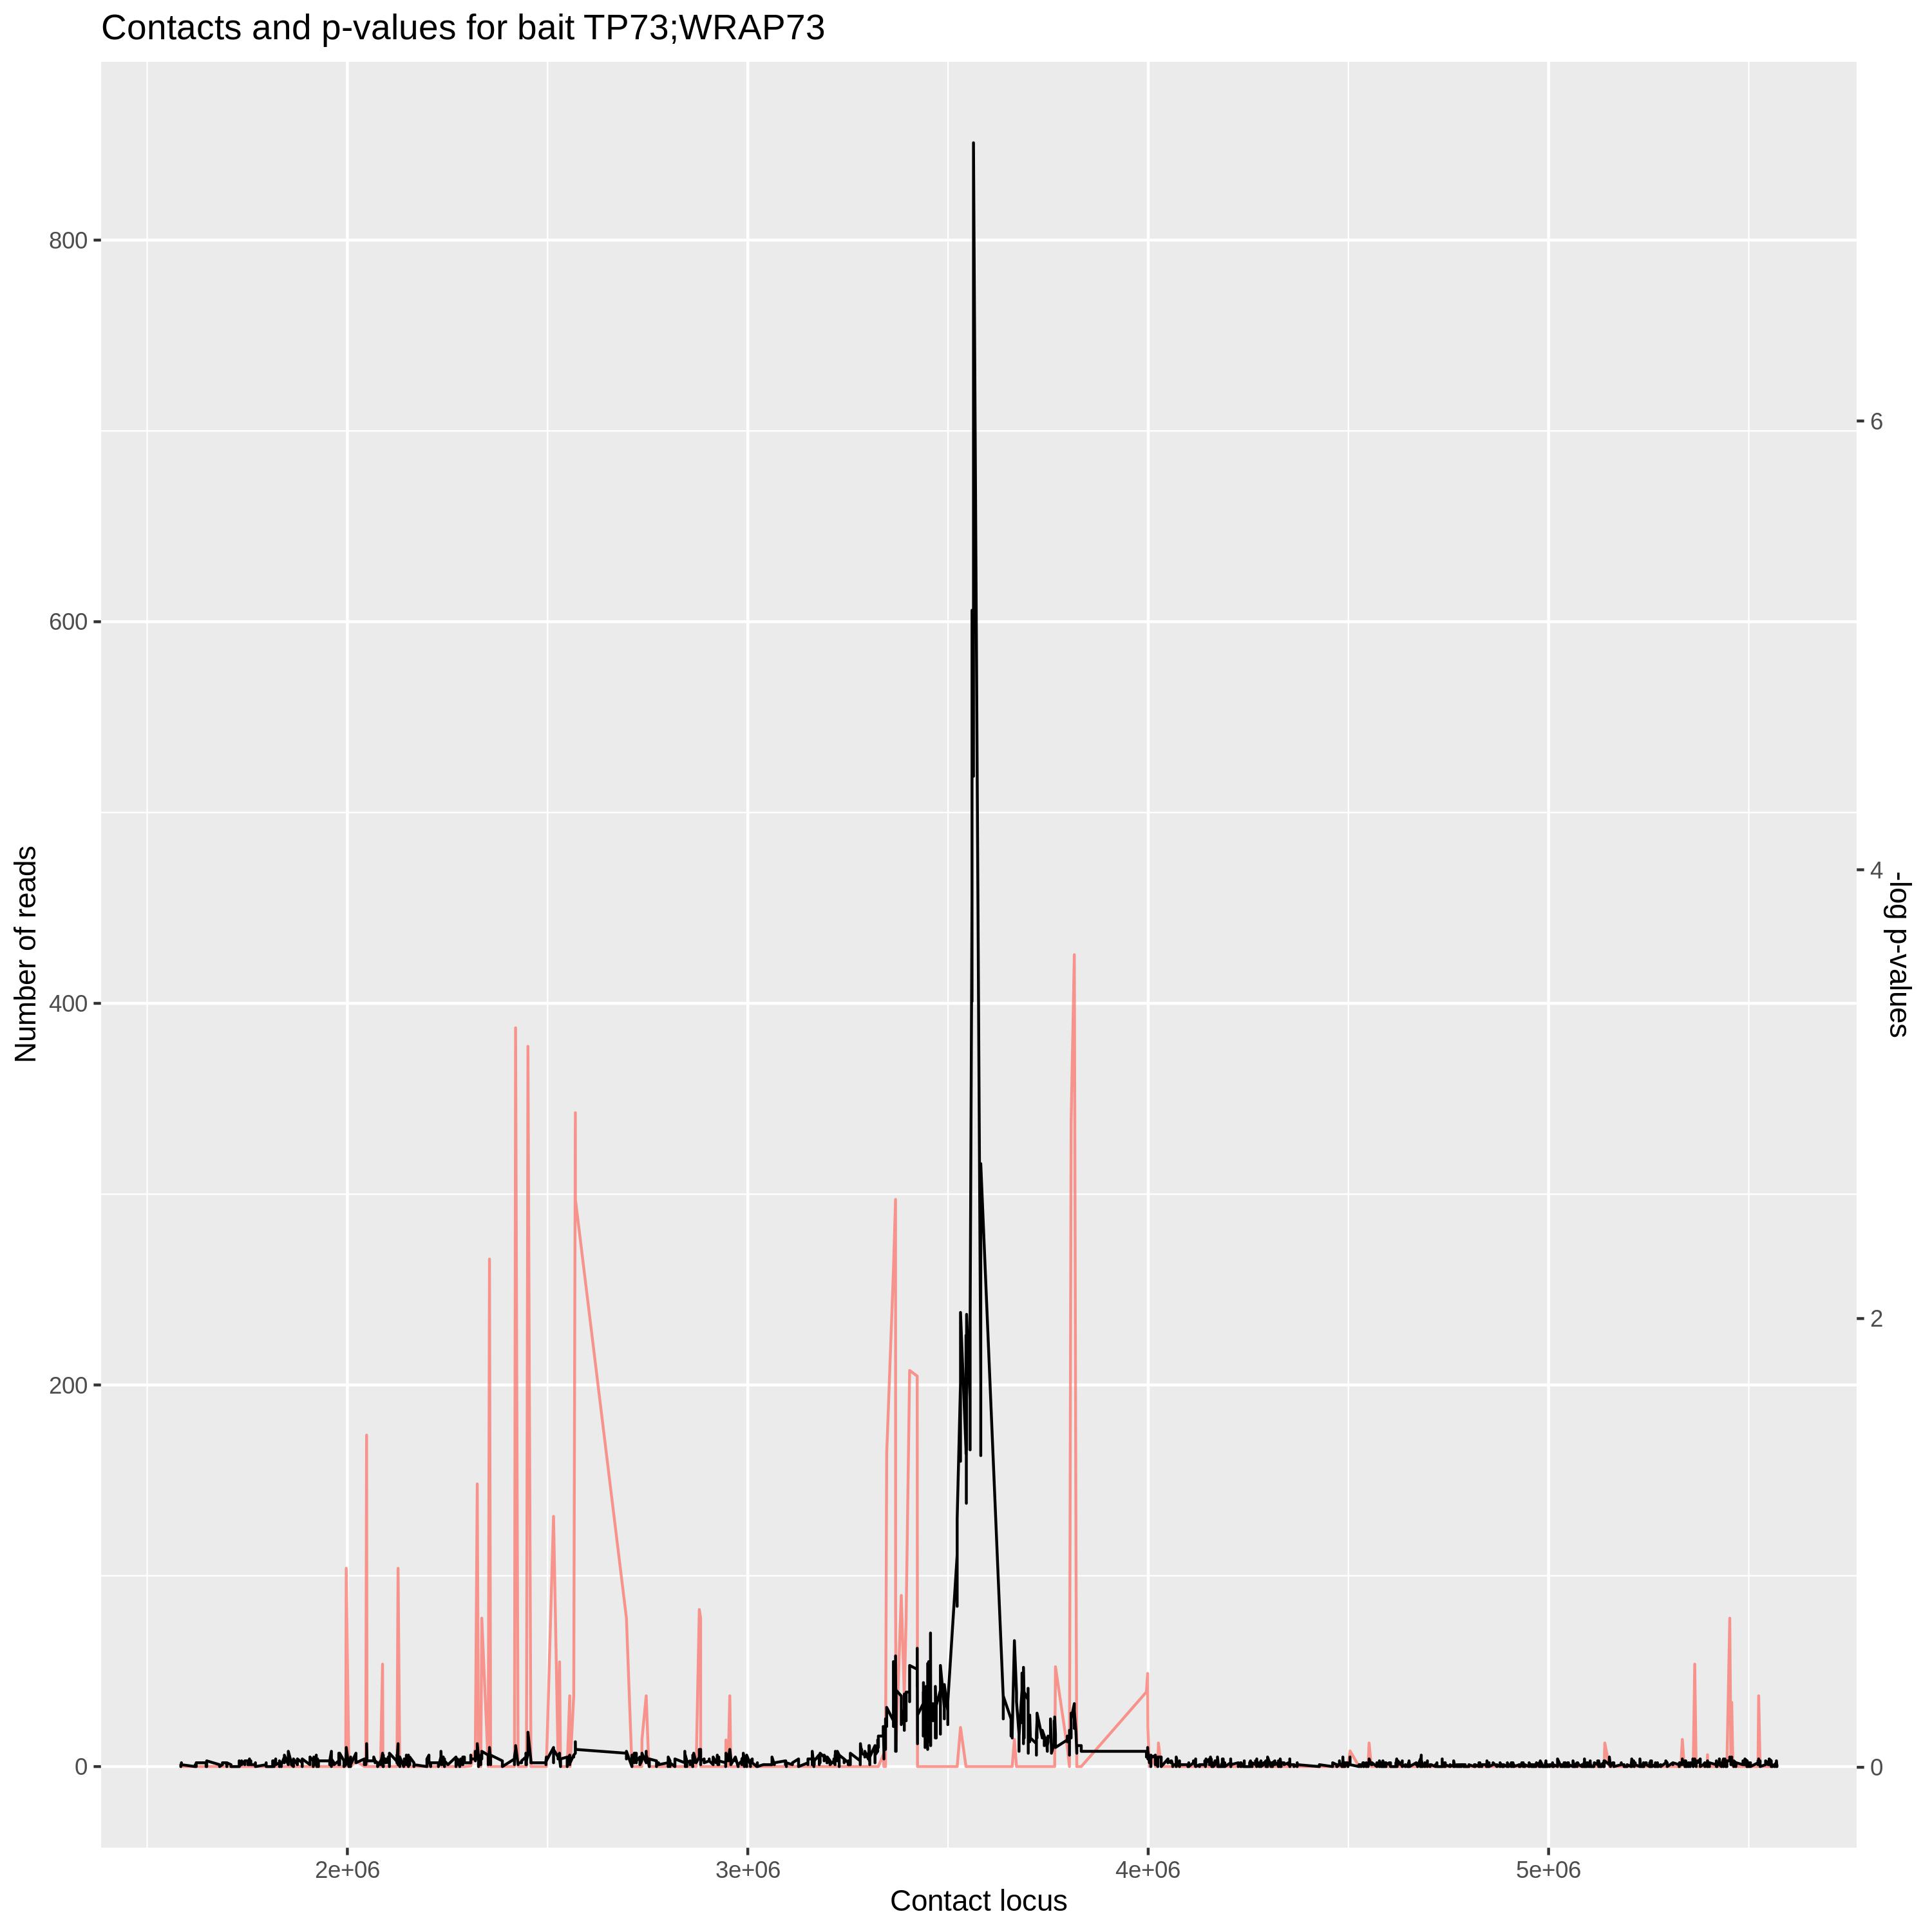 Contacts and p-values for bait TP73;WRAP73
800
600
400
200
0
Number of reads
6
4
2
0
-log p-values
2e+06
3e+06
4e+06
5e+06
Contact locus